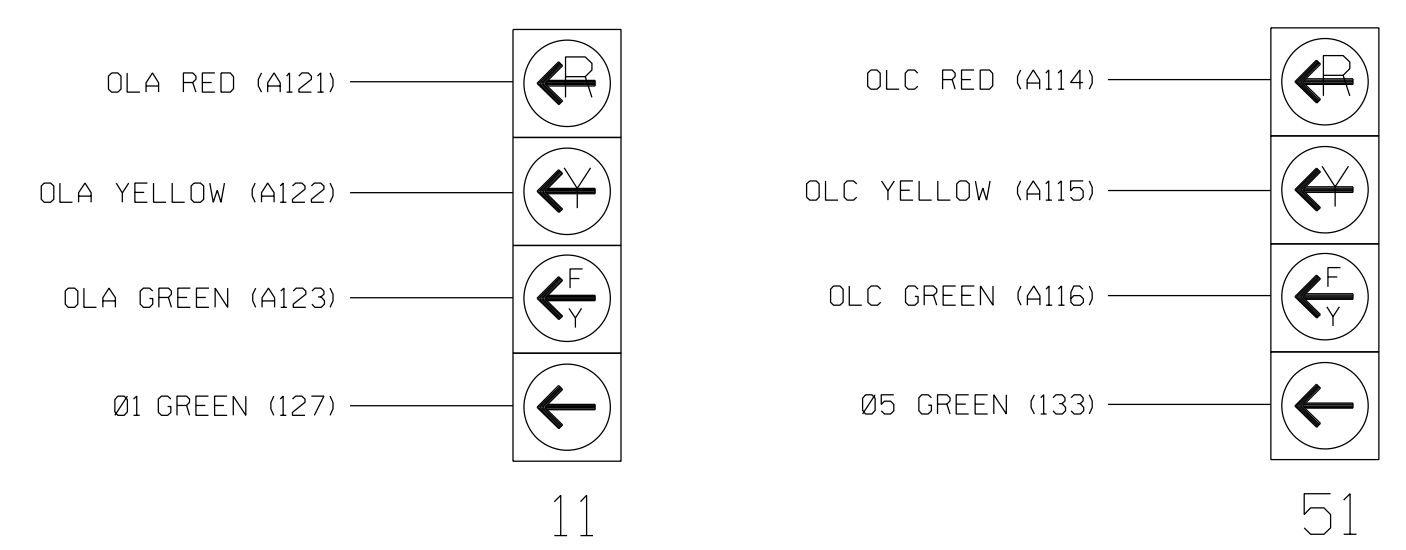 OLA RED (A121)
R
OLA YELLOW (A122)
Y
OLA GREEN (A123)
F
Y
Ø1 GREEN (127)
11
OLC RED (A114)
R
OLC YELLOW (A115)
Y
OLC GREEN (A116)
F
Y
Ø5 GREEN (133)
51